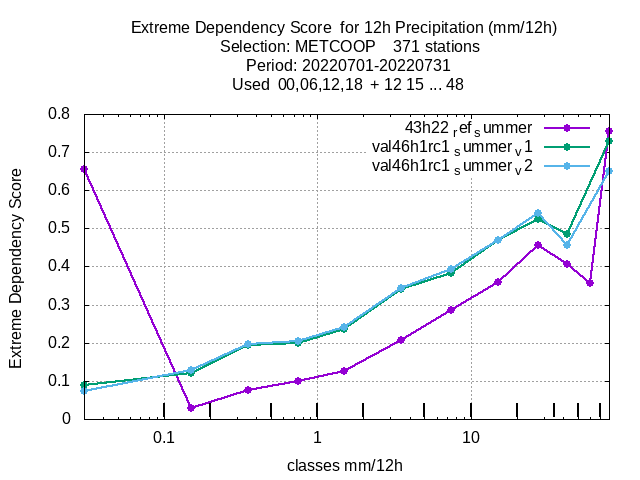 Extreme Dependency Score  for 12h Precipitation (mm/12h)
Selection: METCOOP    371 stations
Period: 20220701-20220731
Used  00,06,12,18  + 12 15 ... 48
43h22 ref summer
val46h1rc1 summer v1
val46h1rc1 summer v2
Extreme Dependency Score
0.8
0.7
0.6
0.5
0.4
0.3
0.2
0.1
0
0.1
1
10
classes mm/12h